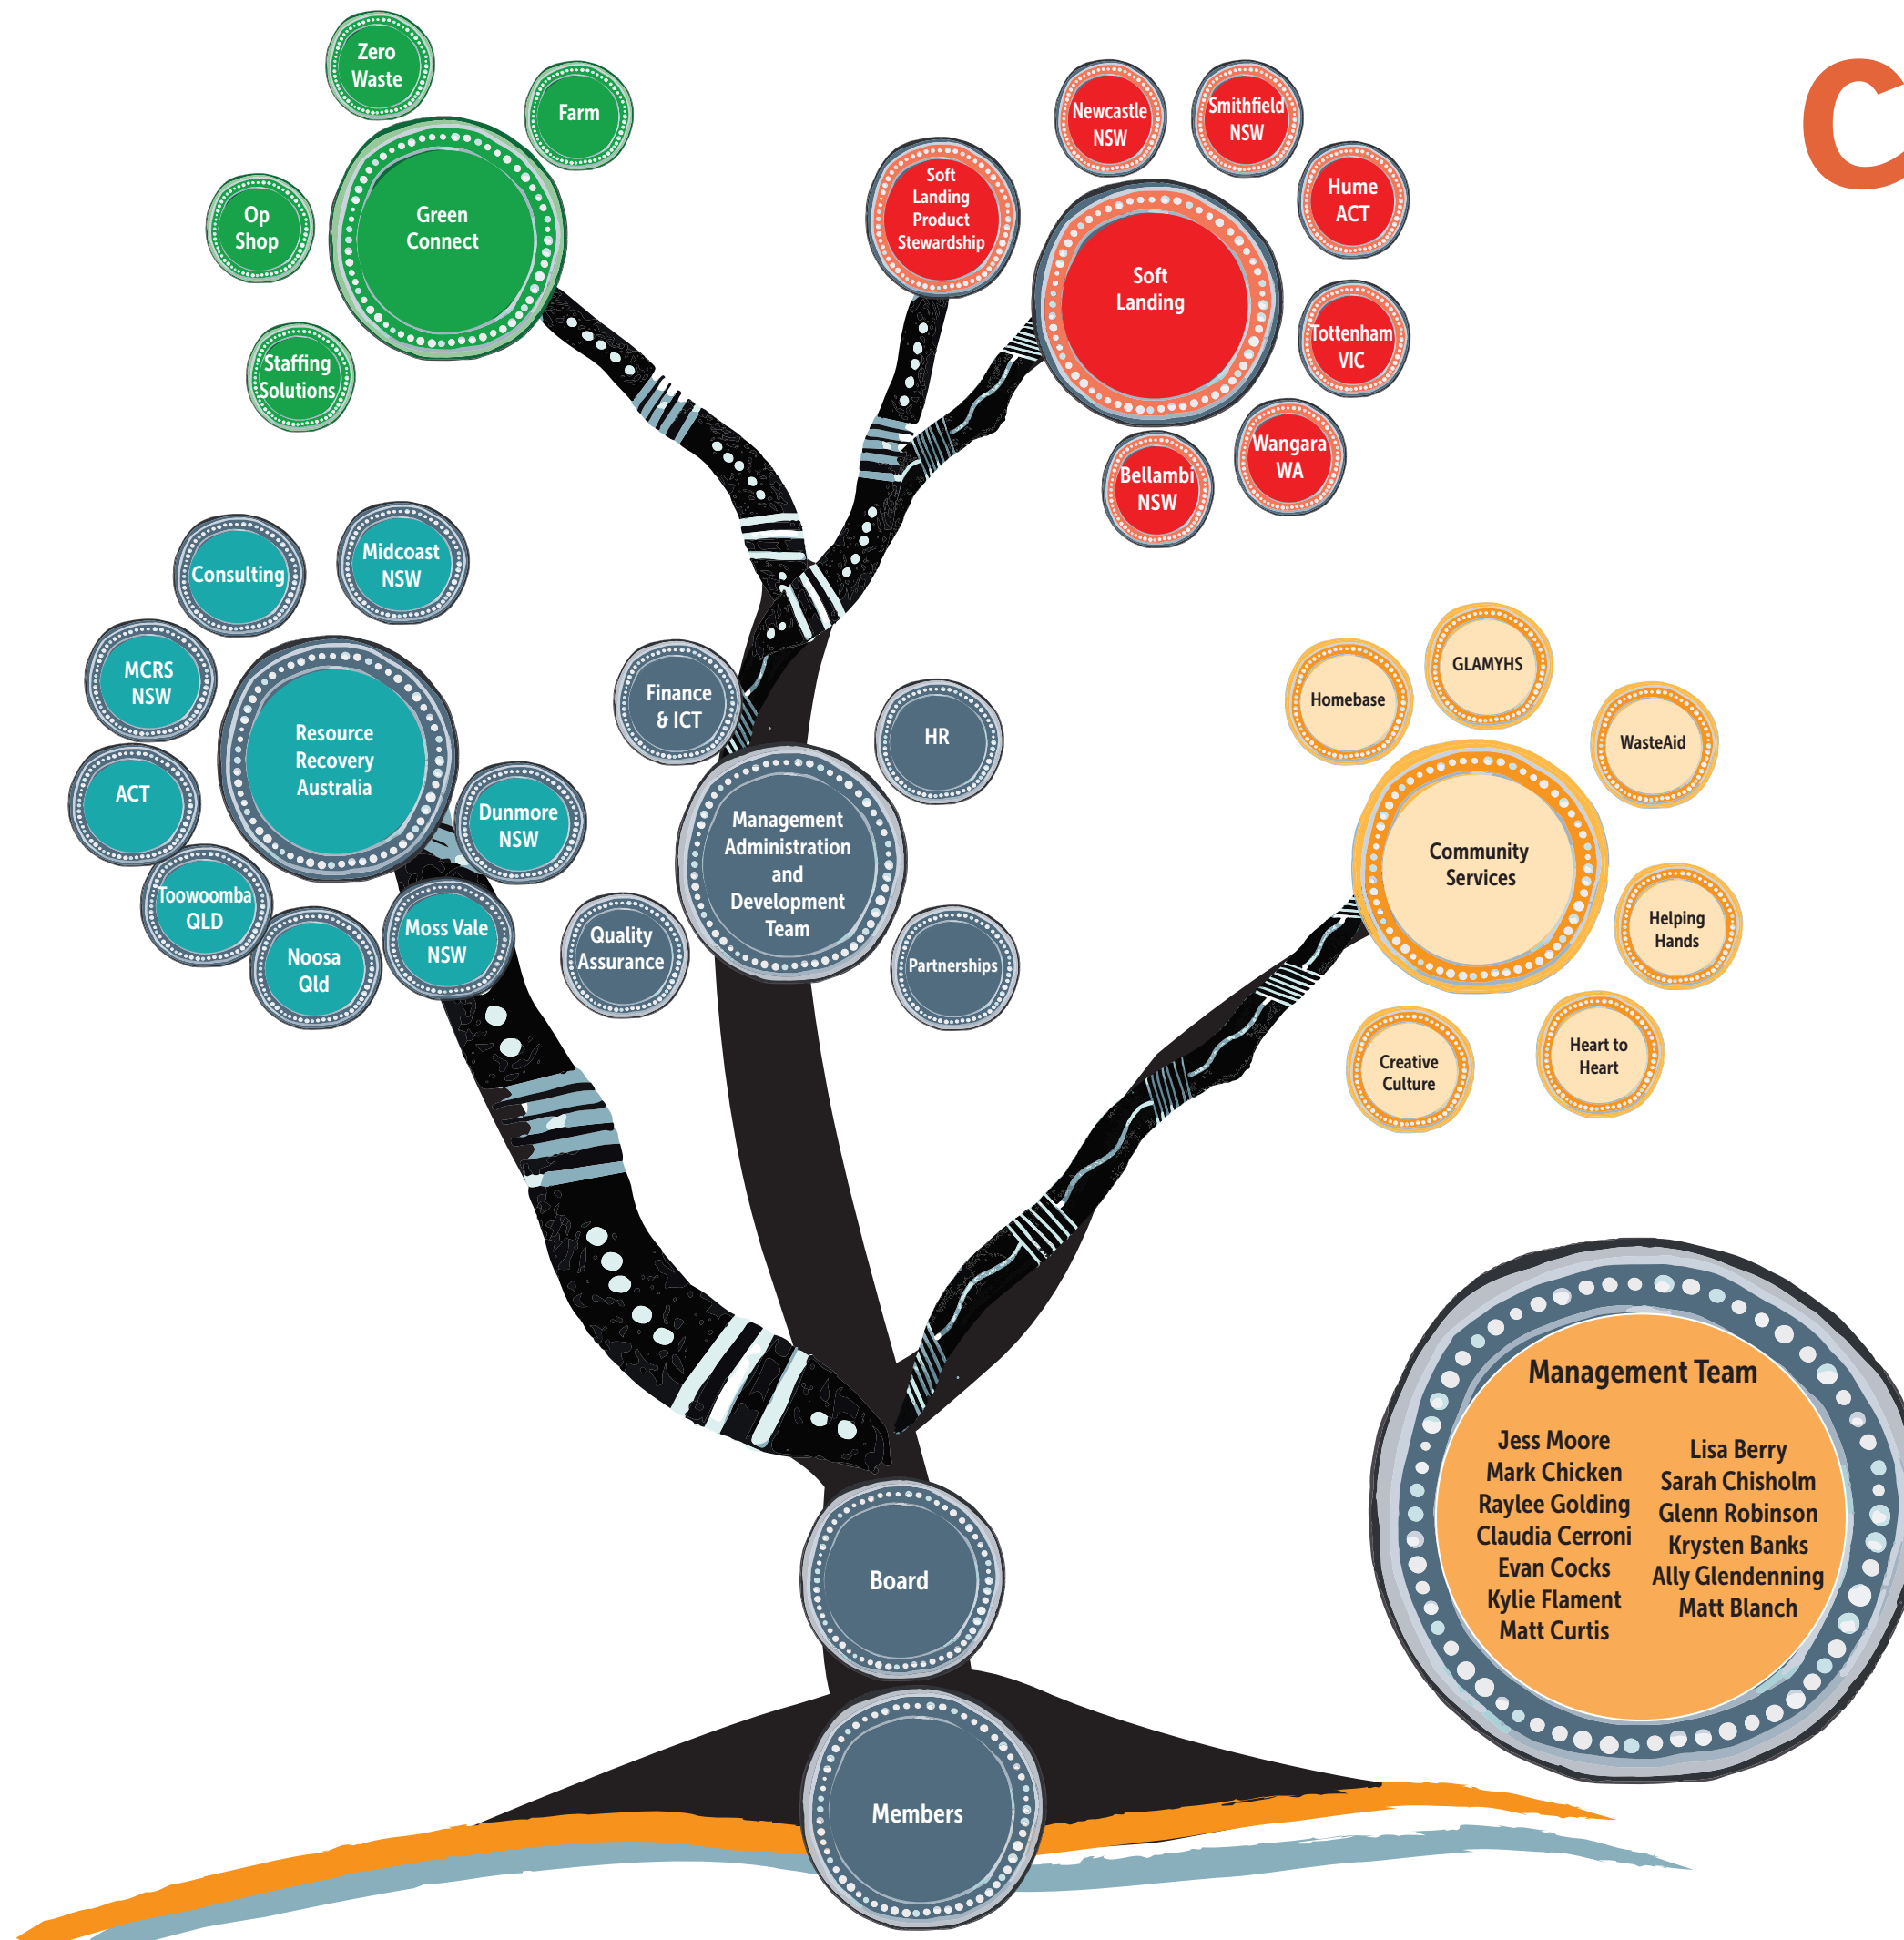 C
Zero
Waste
Farm
Op
Shop
Green
Connect
Staffing
Solutions
Soft
Landing
Product
Stewardship
Newcastle
NSW
Smithfield
NSW
Hume
ACT
Soft
Landing
Tottenham
VIC
Wangara
WA
Bellambi
NSW
Consulting
Midcoast
NSW
MCRS
NSW
Resource
Recovery
Australia
ACT
Dunmore
NSW
Toowoomba
QLD
Noosa
Qld
Moss Vale
NSW
Finance
& ICT
HR
Management
Administration
and
Development
Team
Quality
Assurance
Partnerships
Homebase
GLAMYHS
WasteAid
Community
Services
Helping
Hands
Heart to
Heart
Creative
Culture
Management Team
Jess Moore
Mark Chicken
Raylee Golding
Claudia Cerroni
Evan Cocks
Kylie Flament
Matt Curtis
Lisa Berry
Sarah Chisholm
Glenn Robinson
Krysten Banks
Ally Glendenning
Matt Blanch
Board
Members